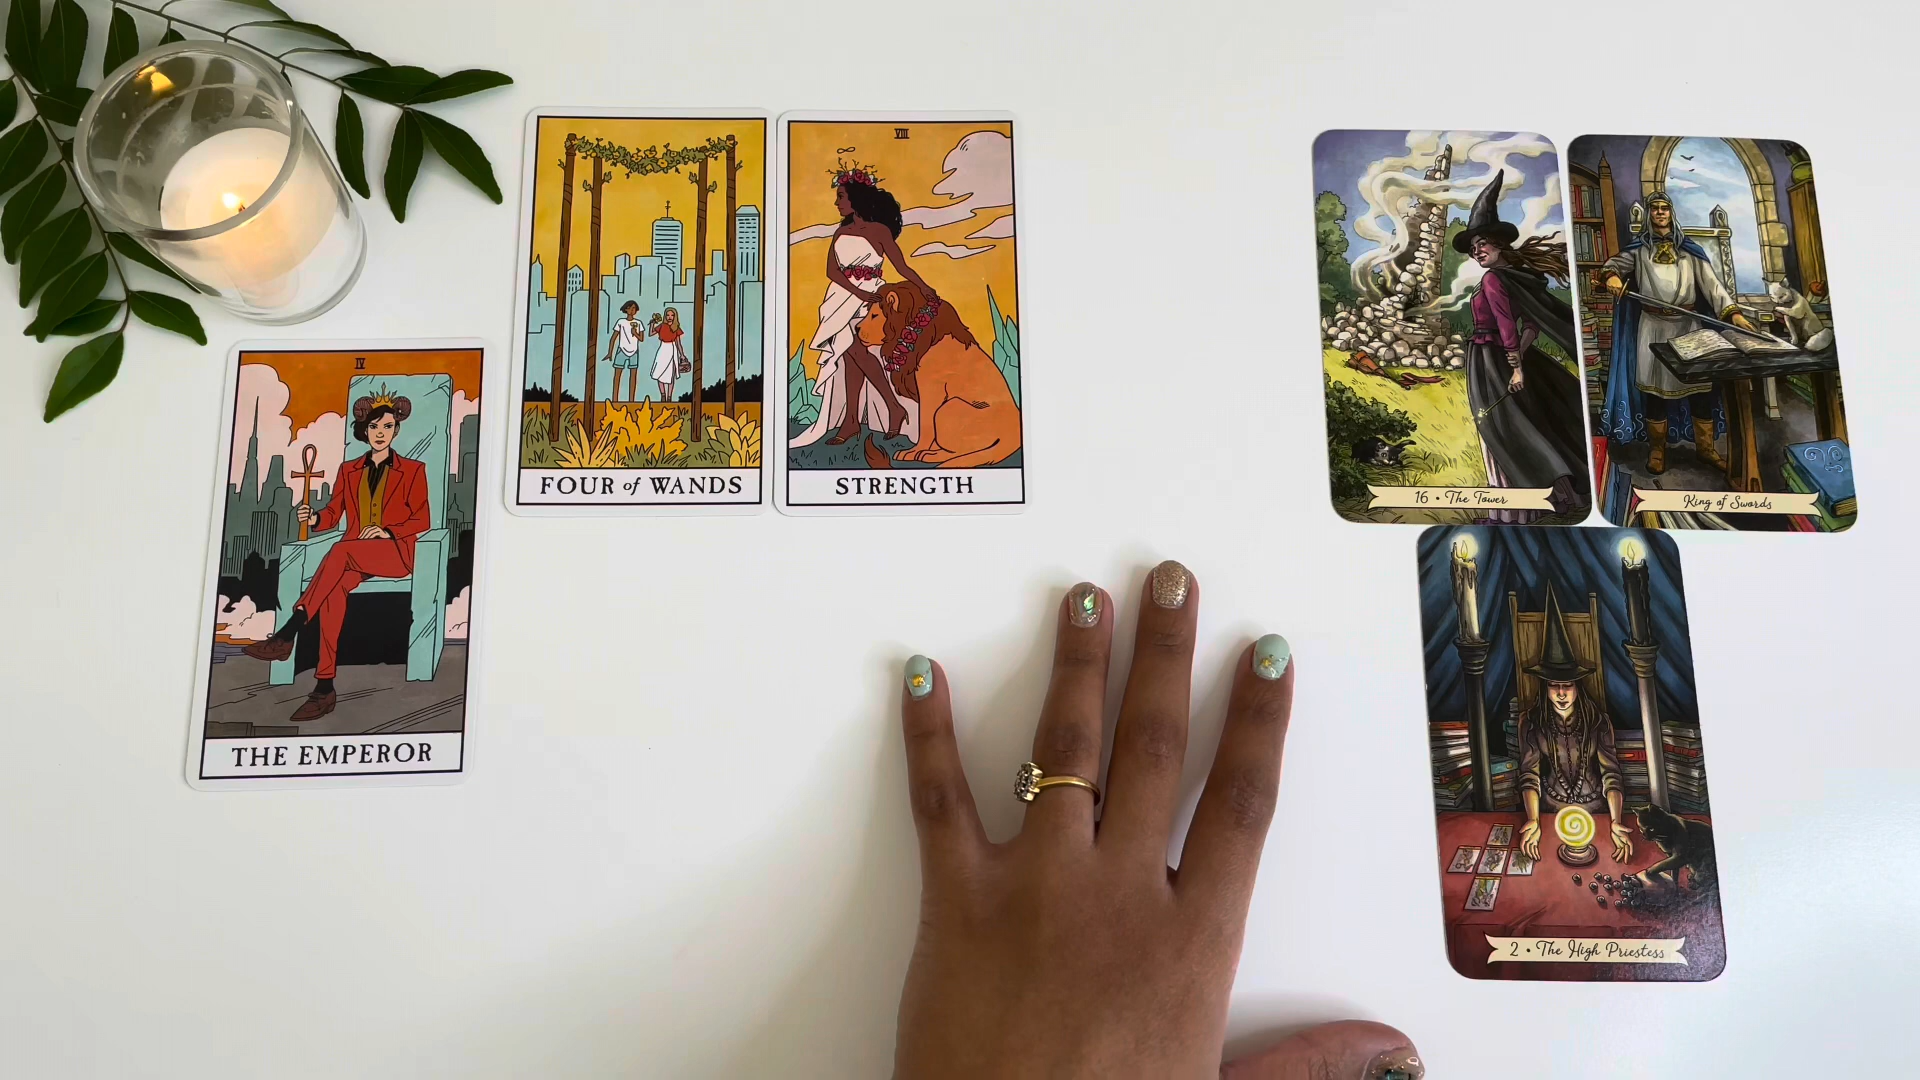 IV
THE EMPEROR
FOUR of WANDS
VIII
STRENGTH
16 • The Tower
King of Swords
2 • The High Priestess